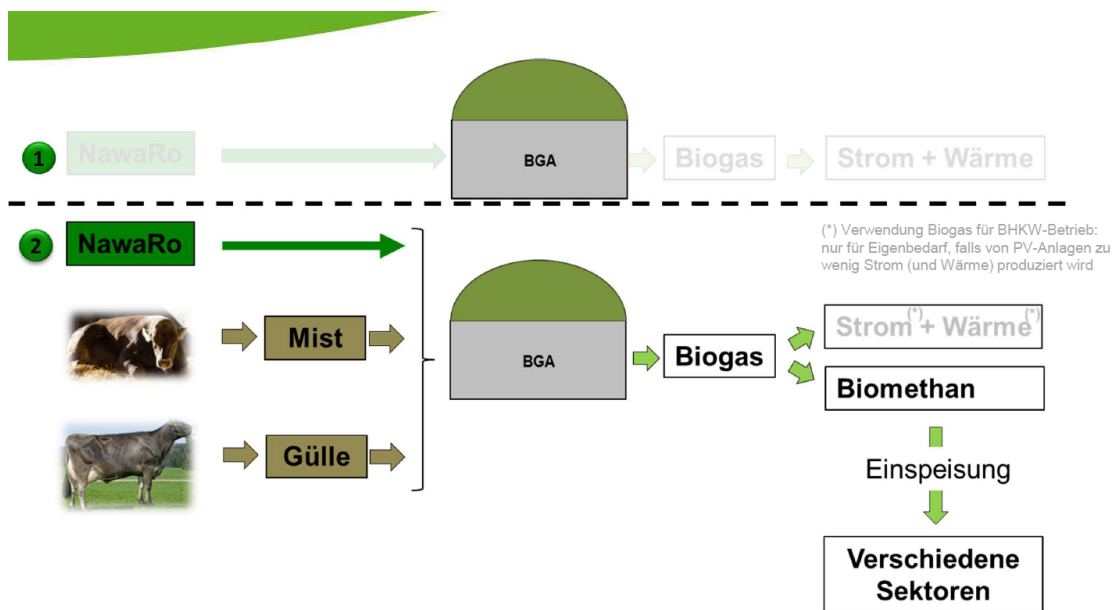 1
NawaRo
BGA
Biogas
Strom + Wärme
2
NawaRo
(*) Verwendung Biogas für BHKW-Betrieb:
nur für Eigenbedarf, falls von PV-Anlagen zu
wenig Strom (und Wärme) produziert wird
Mist
BGA
Biogas
Strom(*) + Wärme(*)
Biomethan
Gülle
Einspeisung
Verschiedene
Sektoren